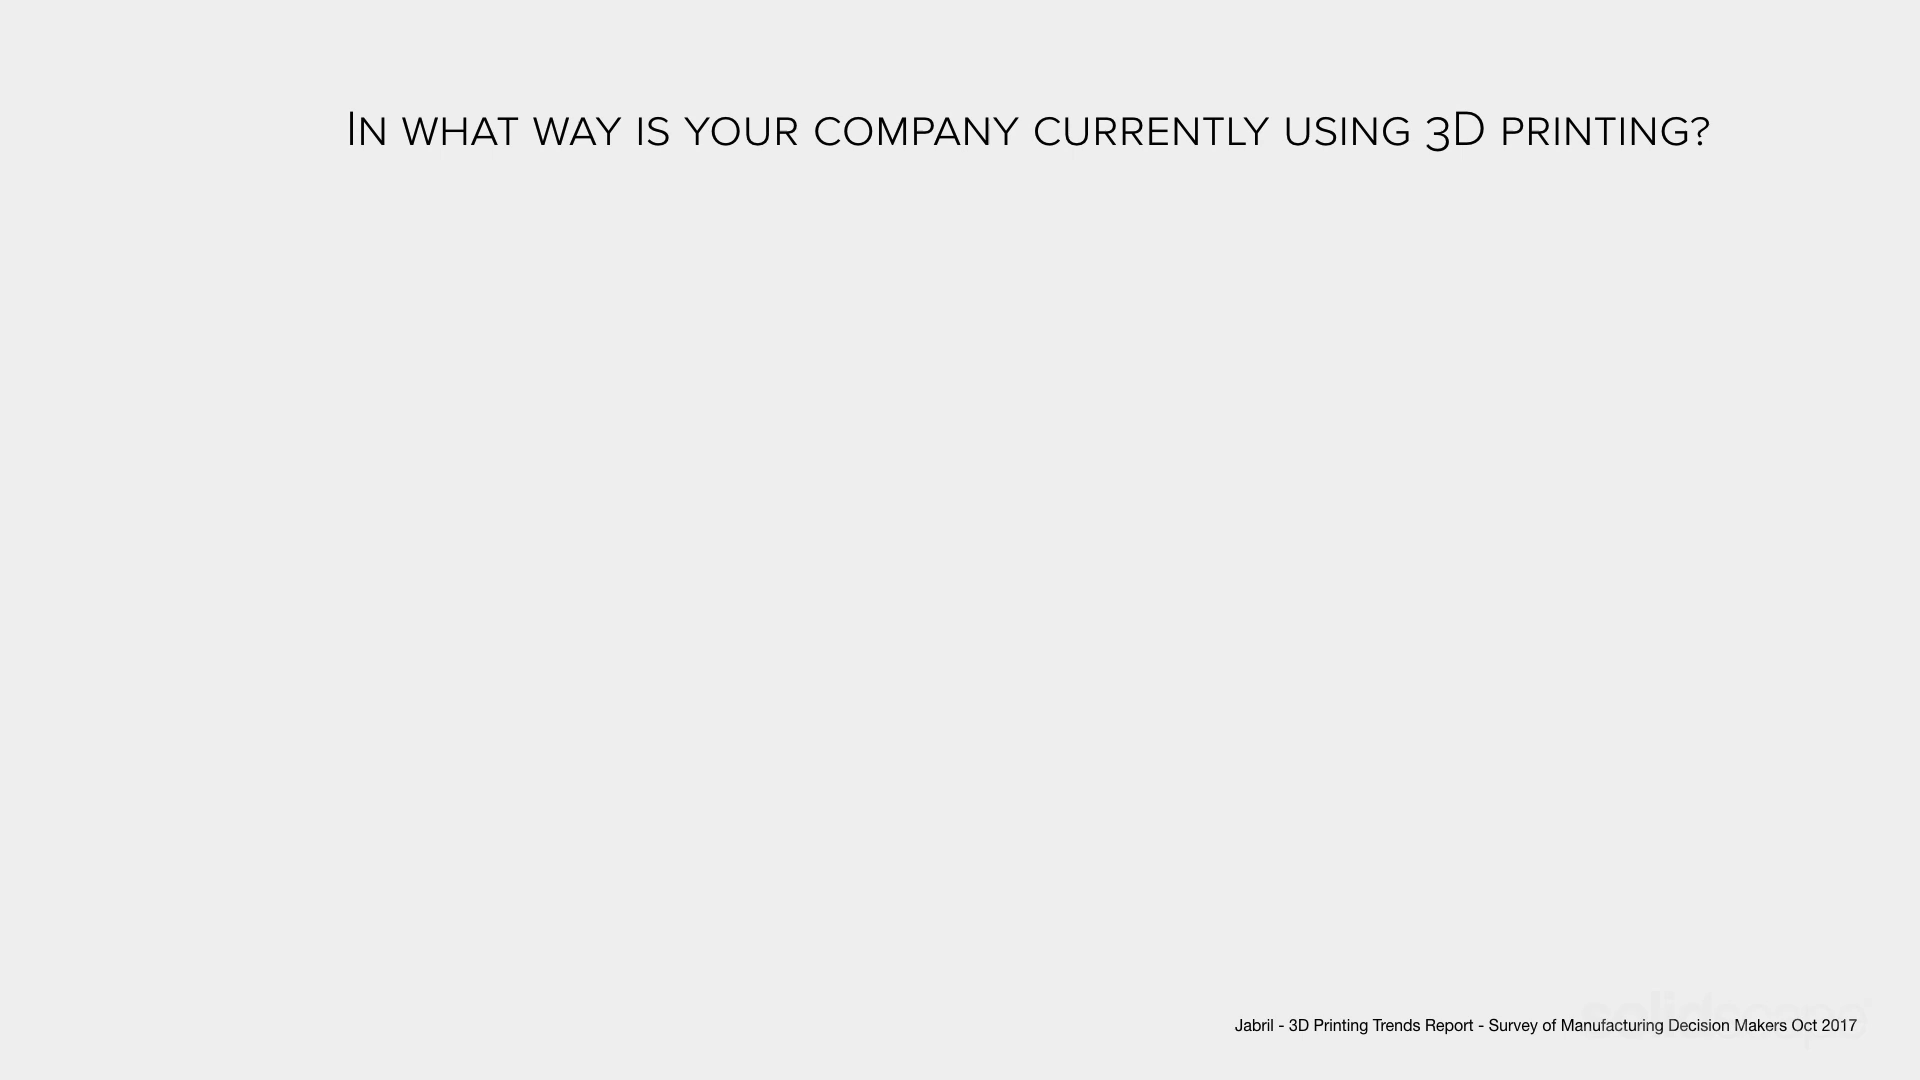 In what way is your company currently using 3D printing?
Jabril - 3D Printing Trends Report - Survey of Manufacturing Decision Makers Oct 2017